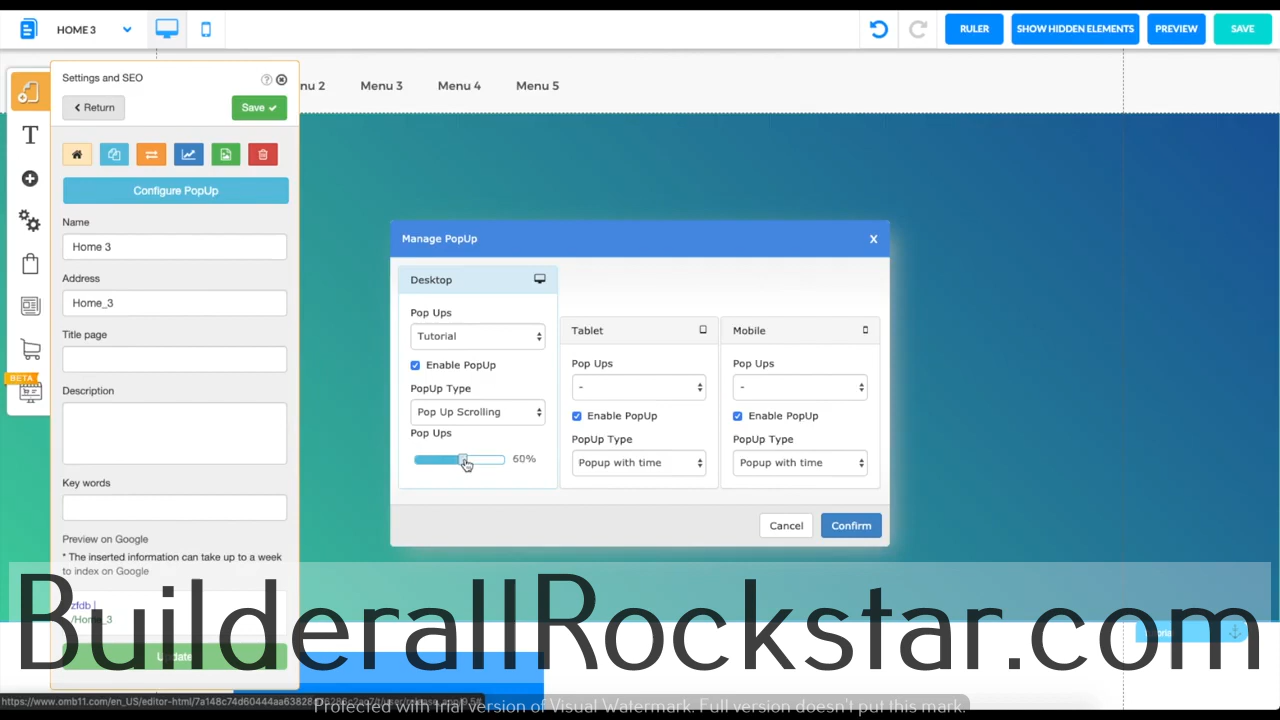 HOME 3
RULER
SHOW HIDDEN ELEMENTS
PREVIEW
SAVE
Settings and SEO
?
nu 2
Menu 3
Menu 4
Menu 5
Return
Save
T
Configure PopUp
Name
Home 3
Address
Home_3
Title page
Description
Key words
Preview on Google
* The inserted information can take up to a week
to index on Google
zfdb |
/Home_3
Update
BETA
Manage PopUp
X
Desktop
Pop Ups
Tutorial
Enable PopUp
PopUp Type
Pop Up Scrolling
Pop Ups
60%
Tablet
Pop Ups
-
Enable PopUp
PopUp Type
Popup with time
Mobile
Pop Ups
-
Enable PopUp
PopUp Type
Popup with time
Cancel
Confirm
BuilderallRockstar.com
Protected with trial version of Visual Watermark. Full version doesn't put this mark.